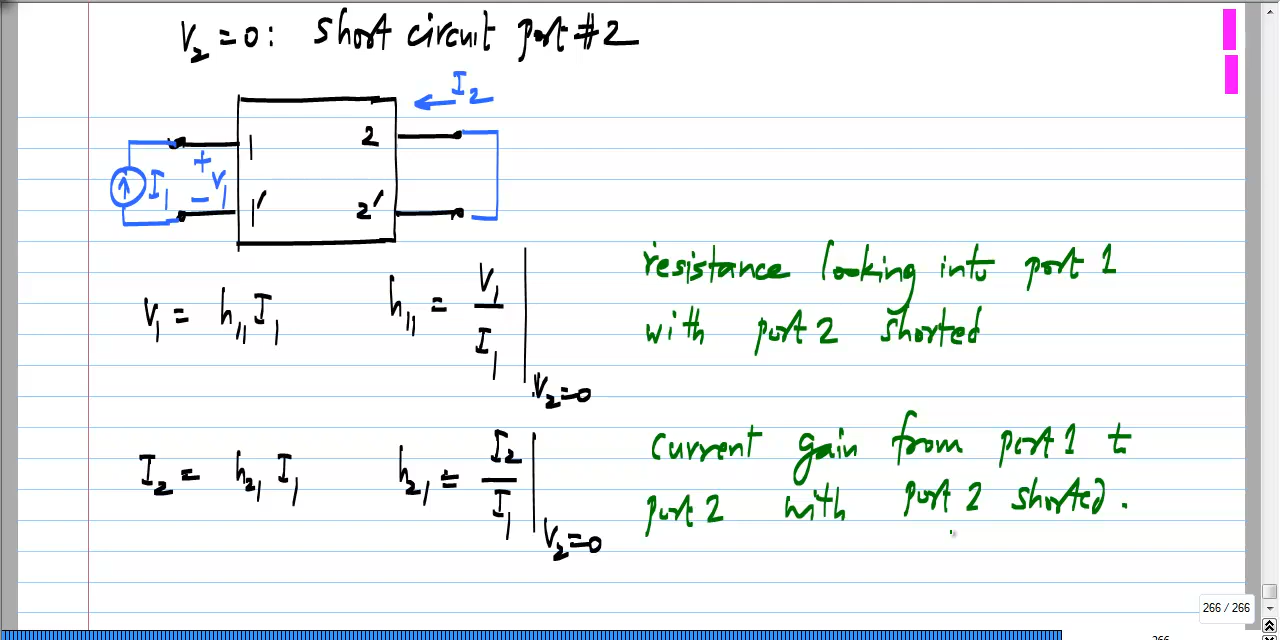 V₂ = 0: short circuit port #2
I₂
1 2
+
I₁ V₁
−
1′ 2′
V₁ = h₁₁ I₁ h₁₁ = V₁/I₁ |V₂=0 resistance looking into port 1
with port 2 shorted
I₂ = h₂₁ I₁ h₂₁ = I₂/I₁ |V₂=0 current gain from port 1 t
port 2 with port 2 shorted.
266 / 266
266